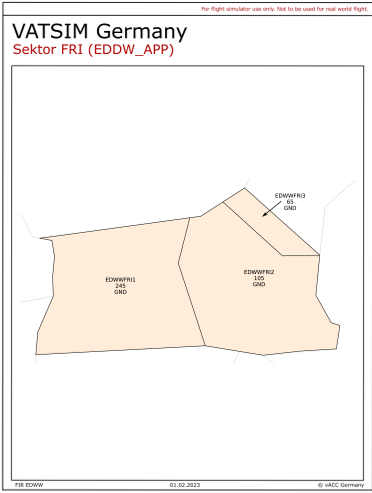 For flight simulator use only. Not to be used for real world flight.
VATSIM Germany
Sektor FRI (EDDW_APP)
EDWWFRI3
65
GND
EDWWFRI2
105
GND
EDWWFRI1
245
GND
FIR EDWW
01.02.2023
© vACC Germany